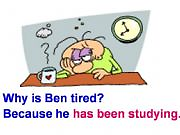 Why is Ben tired?
Because he has been studying.